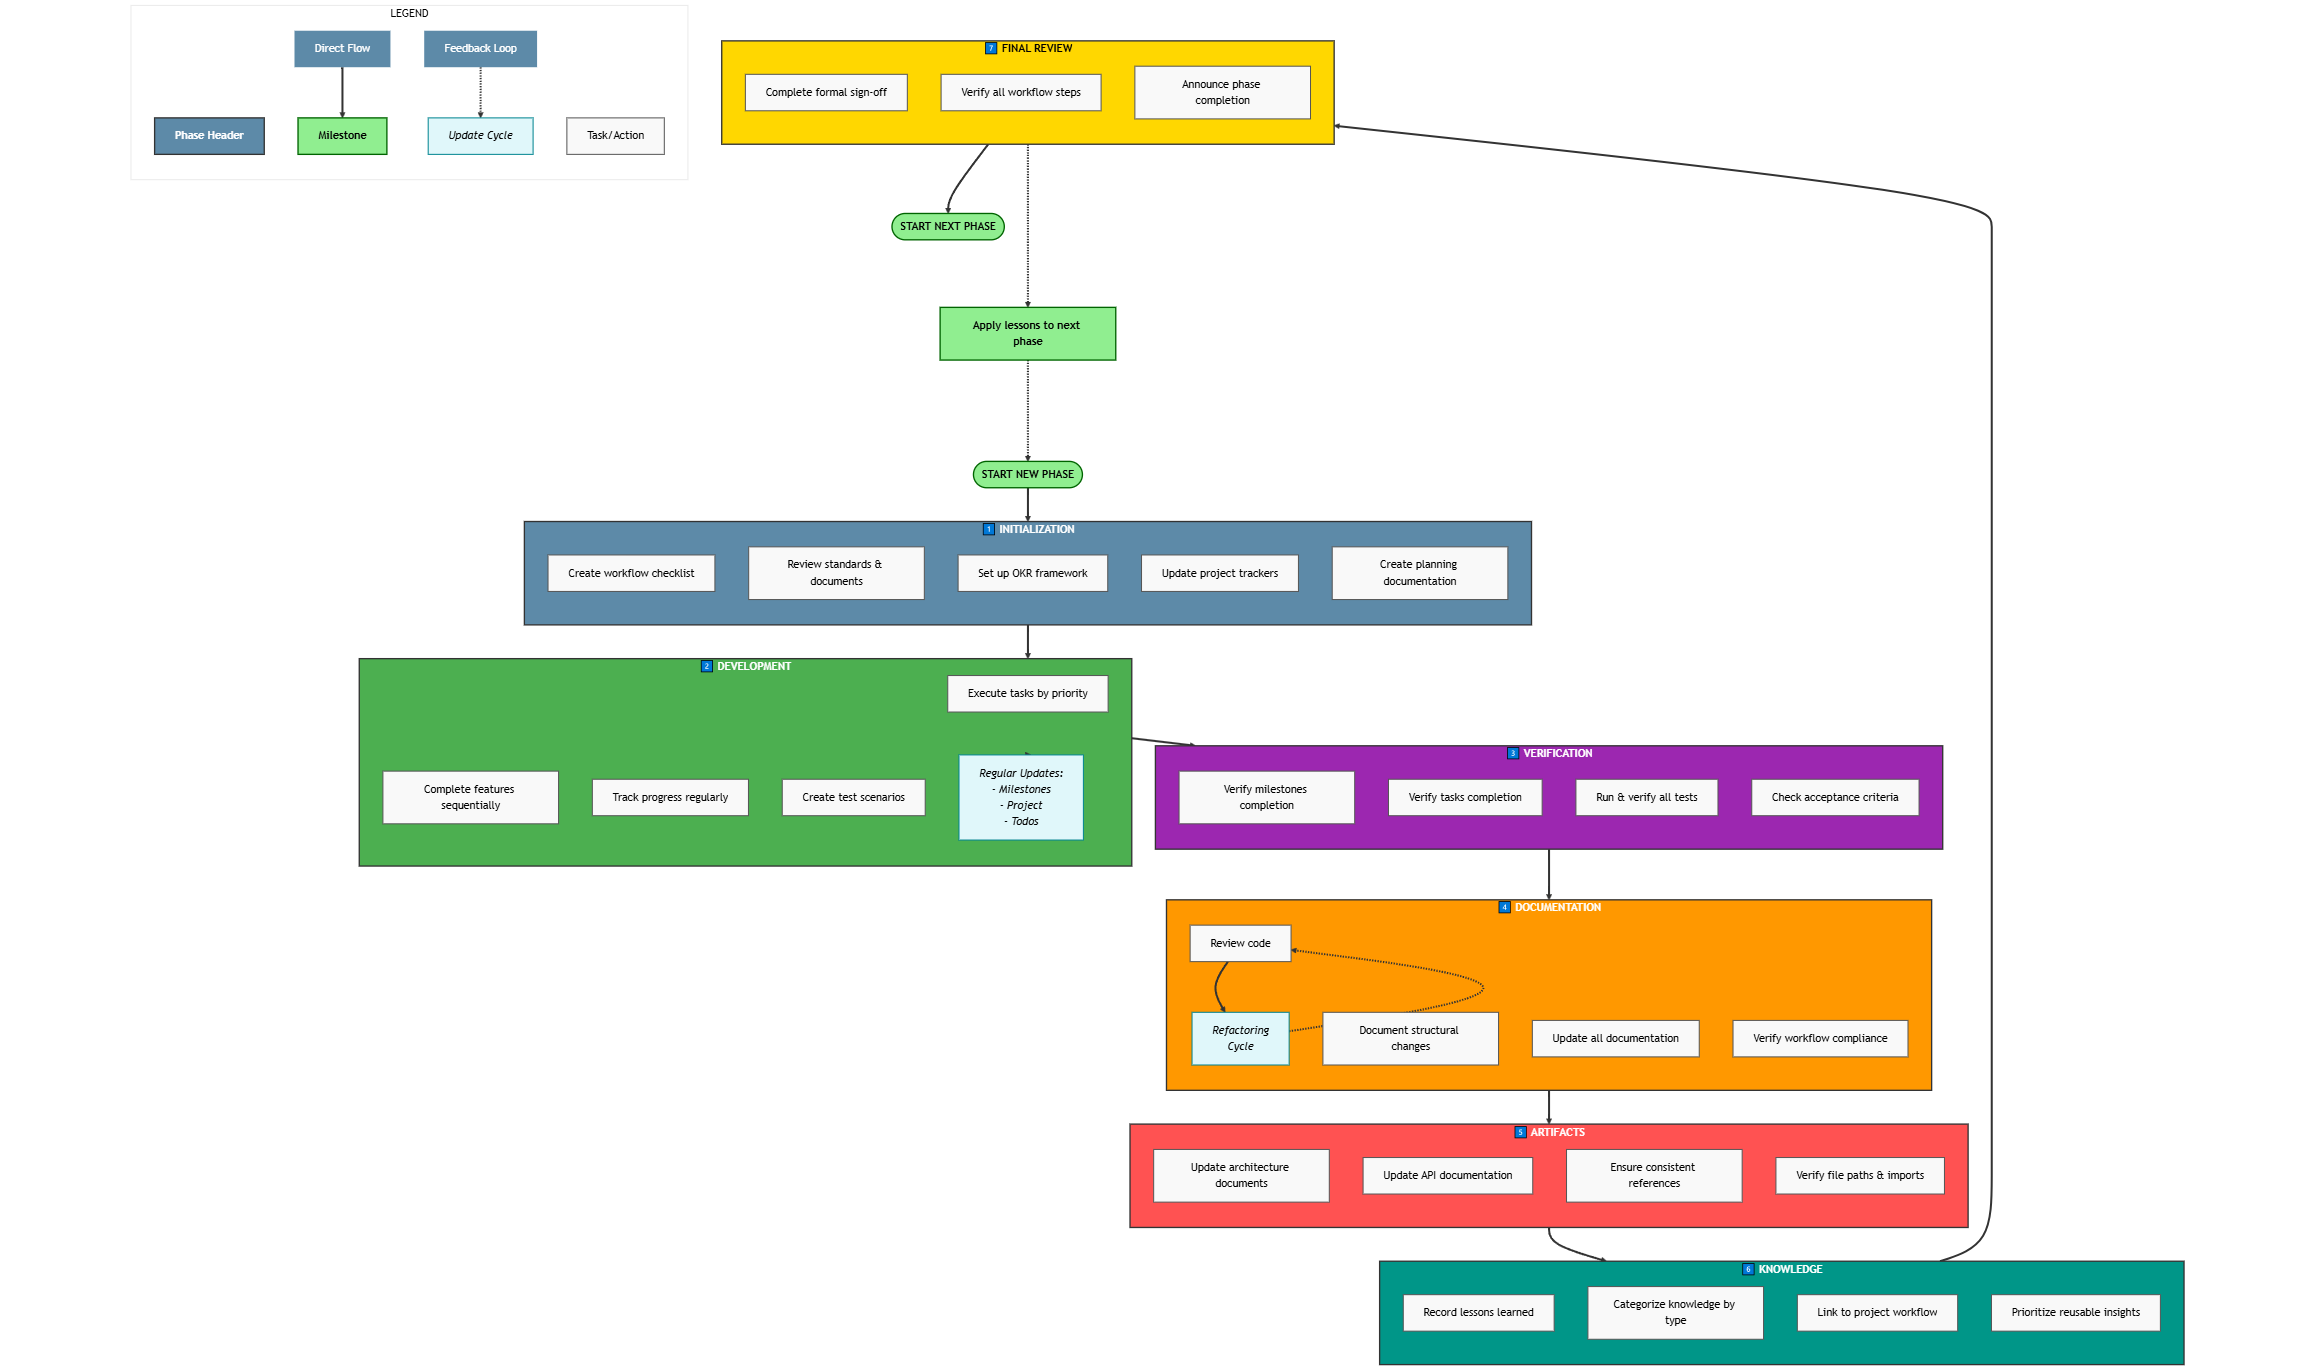 LEGEND
Direct Flow
Feedback Loop
Phase Header
Milestone
Update Cycle
Task/Action
7 FINAL REVIEW
Complete formal sign-off
Verify all workflow steps
Announce phase
completion
START NEXT PHASE
Apply lessons to next
phase
START NEW PHASE
1 INITIALIZATION
Create workflow checklist
Review standards &
documents
Set up OKR framework
Update project trackers
Create planning
documentation
2 DEVELOPMENT
Execute tasks by priority
Complete features
sequentially
Track progress regularly
Create test scenarios
Regular Updates:
- Milestones
- Project
- Todos
3 VERIFICATION
Verify milestones
completion
Verify tasks completion
Run & verify all tests
Check acceptance criteria
4 DOCUMENTATION
Review code
Refactoring
Cycle
Document structural
changes
Update all documentation
Verify workflow compliance
5 ARTIFACTS
Update architecture
documents
Update API documentation
Ensure consistent
references
Verify file paths & imports
6 KNOWLEDGE
Record lessons learned
Categorize knowledge by
type
Link to project workflow
Prioritize reusable insights